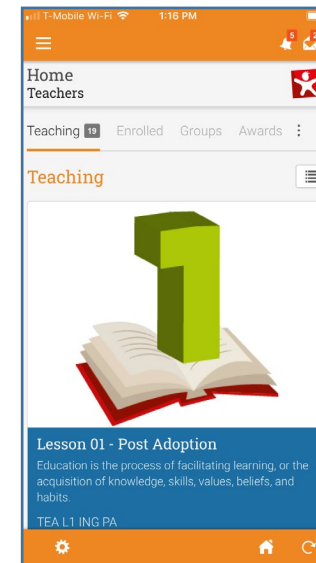 T-Mobile Wi-Fi 1:16 PM
5 2
Home
Teachers
Teaching 19 Enrolled Groups Awards
Teaching
1
Lesson 01 - Post Adoption
Education is the process of facilitating learning, or the
acquisition of knowledge, skills, values, beliefs, and
habits.
TEA L1 ING PA